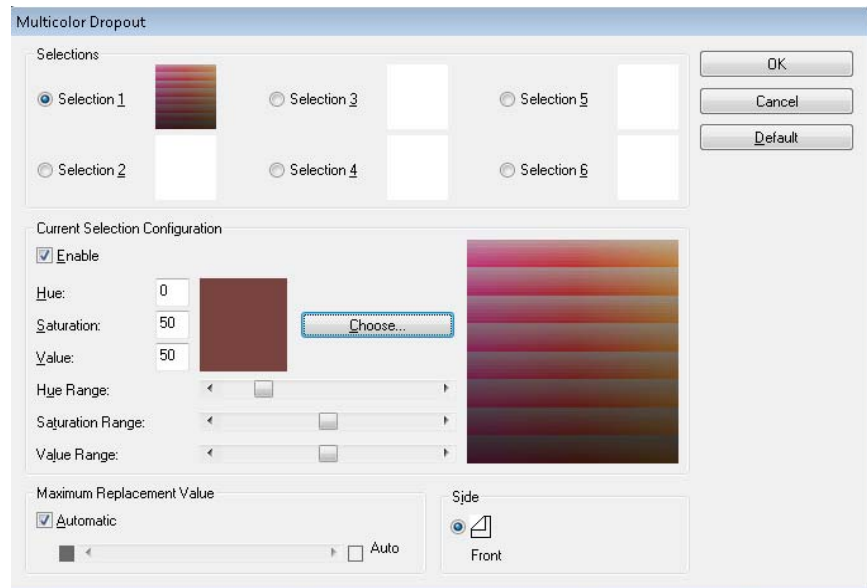 Multicolor Dropout
Selections
Selection 1
Selection 3
Selection 5
Selection 2
Selection 4
Selection 6
OK
Cancel
Default
Current Selection Configuration
Enable
Hue: 0
Saturation: 50
Value: 50
Choose...
Hue Range:
Saturation Range:
Value Range:
Maximum Replacement Value
Automatic
Auto
Side
Front